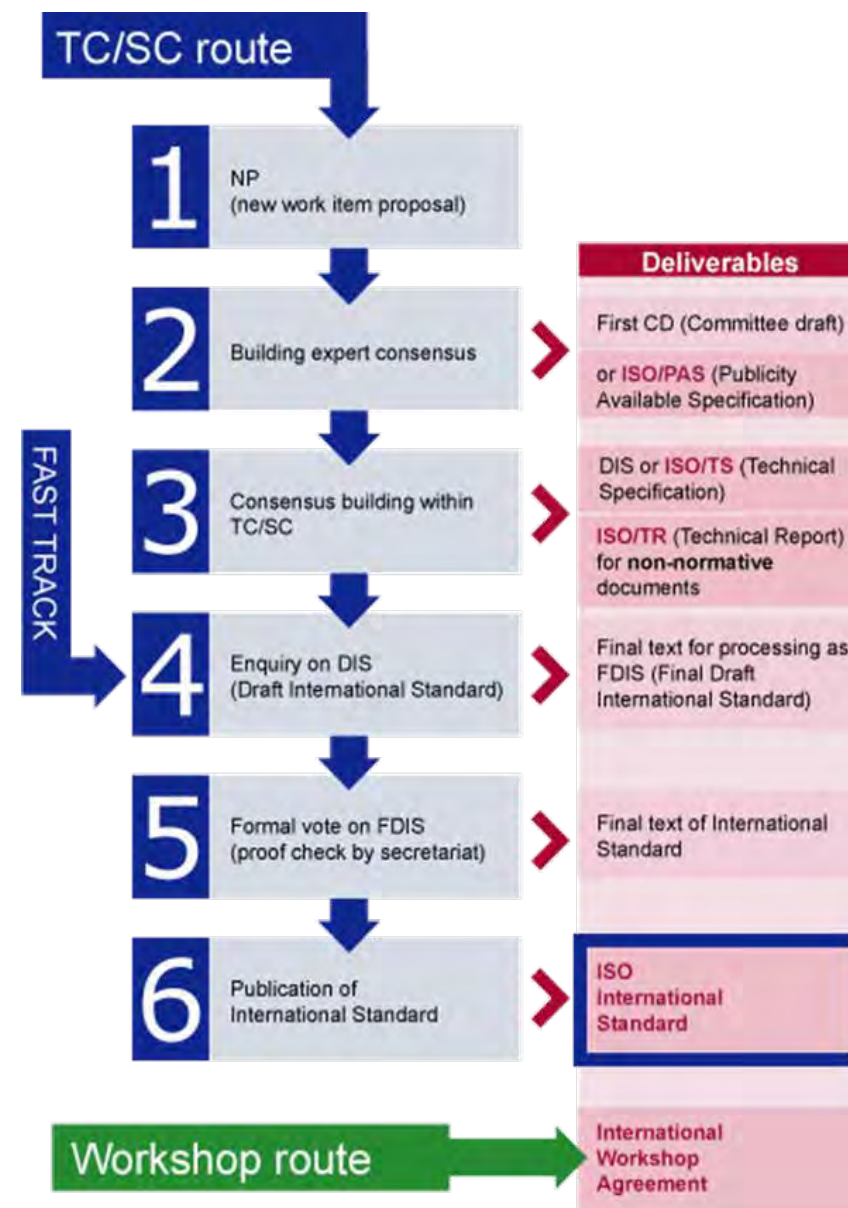 TC/SC route
1
NP
(new work item proposal)
Deliverables
2
Building expert consensus
First CD (Committee draft)
or ISO/PAS (Publicity
Available Specification)
FAST TRACK
3
Consensus building within
TC/SC
DIS or ISO/TS (Technical
Specification)
ISO/TR (Technical Report)
for non-normative
documents
4
Enquiry on DIS
(Draft International Standard)
Final text for processing as
FDIS (Final Draft
International Standard)
5
Formal vote on FDIS
(proof check by secretariat)
Final text of International
Standard
6
Publication of
International Standard
ISO
International
Standard
Workshop route
International
Workshop
Agreement